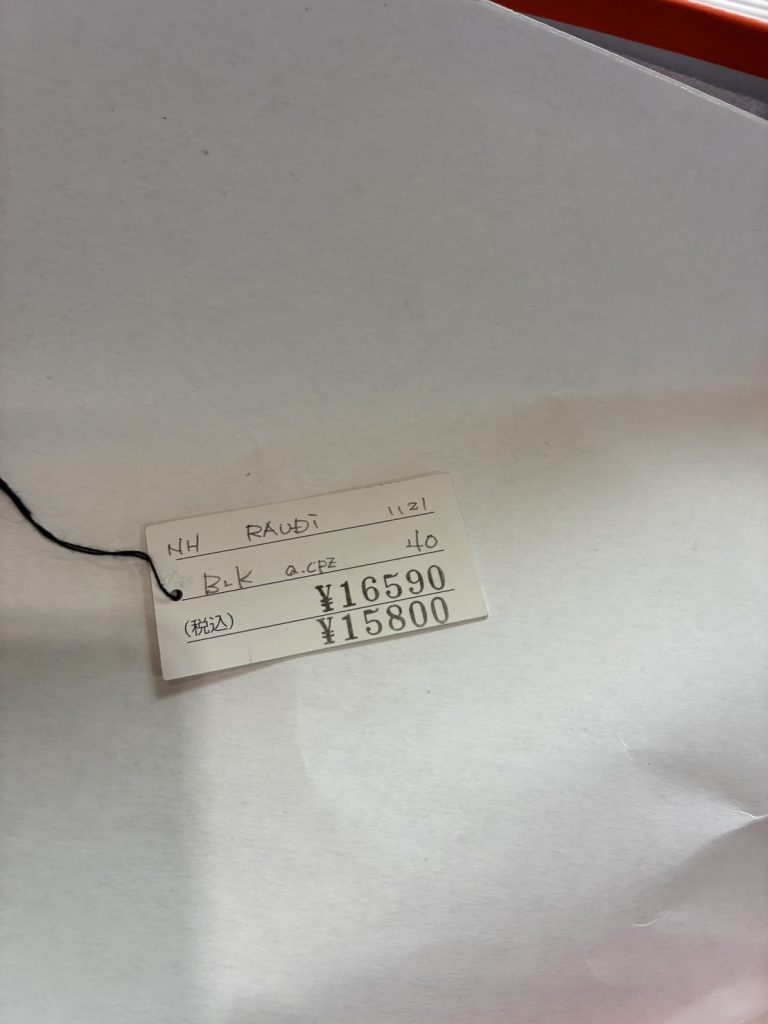 NH RAUDi 1121
BLK a.cpz 40
¥16590
(税込) ¥15800